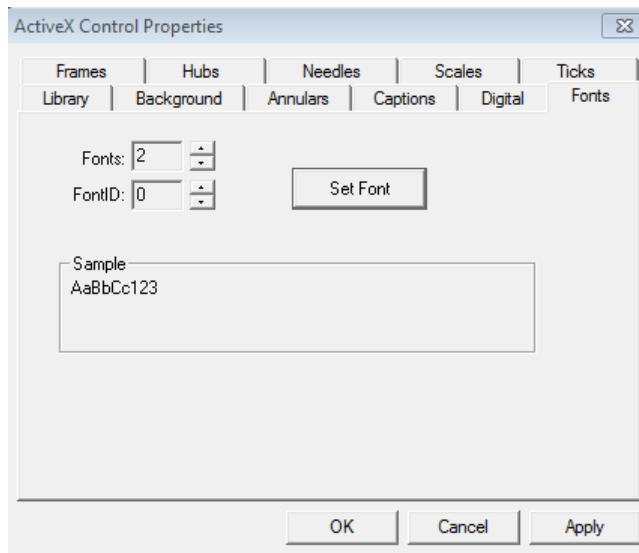 ActiveX Control Properties
Frames Hubs Needles Scales Ticks
Library Background Annulars Captions Digital Fonts
Fonts: 2
FontID: 0
Set Font
Sample
AaBbCc123
OK Cancel Apply